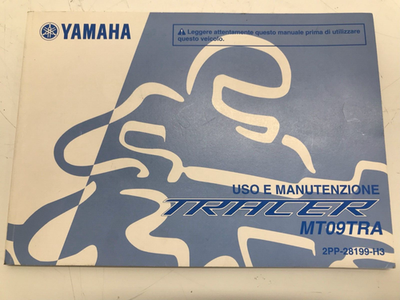 YAMAHA
Leggere attentamente questo manuale prima di utilizzare
questo veicolo.
USO E MANUTENZIONE
TRACER
MT09TRA
2PP-28199-H3